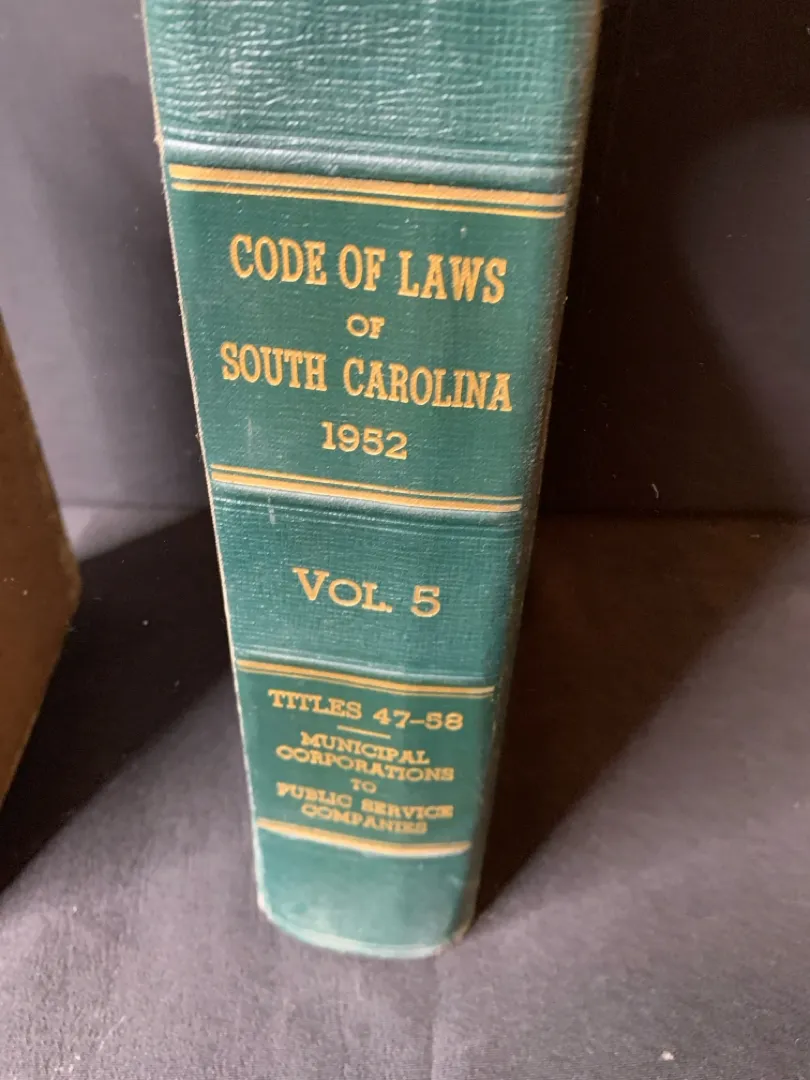 CODE OF LAWS
OF
SOUTH CAROLINA
1952
VOL. 5
TITLES 47–58
MUNICIPAL
CORPORATIONS
TO
PUBLIC SERVICE
COMPANIES